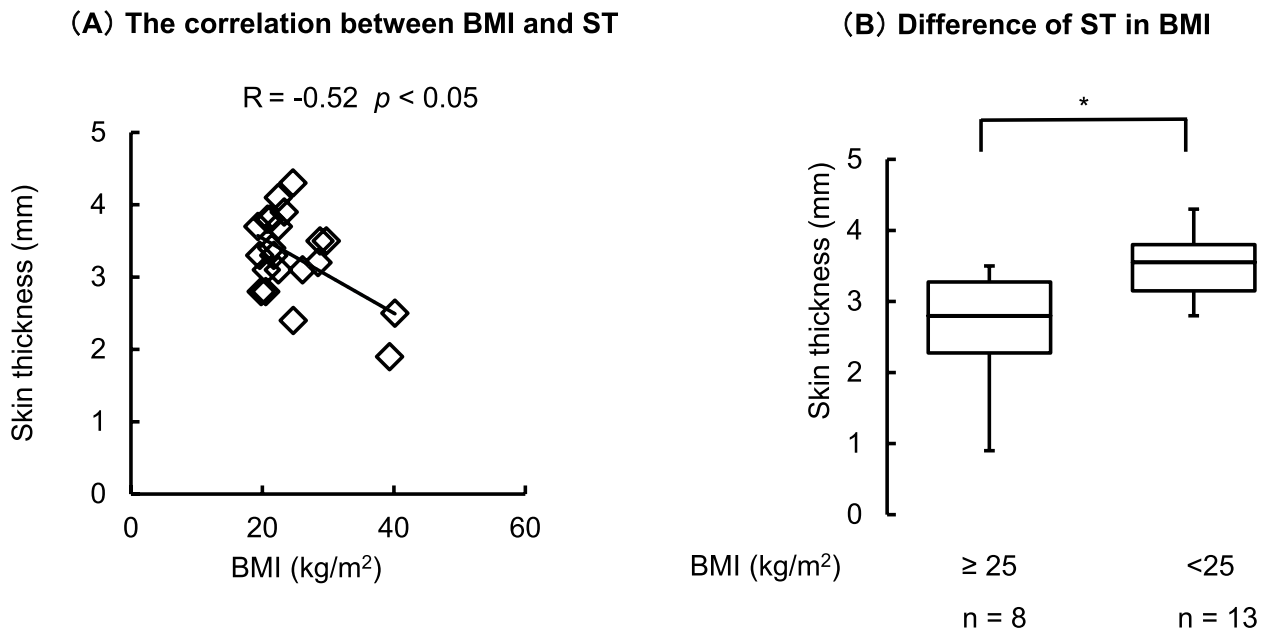 （A）The correlation between BMI and ST
R = -0.52 p < 0.05
Skin thickness (mm)
5
4
3
2
1
0
0 20 40 60
BMI (kg/m²)
（B）Difference of ST in BMI
*
Skin thickness (mm)
5
4
3
2
1
0
BMI (kg/m²) ≥ 25 <25
n = 8 n = 13